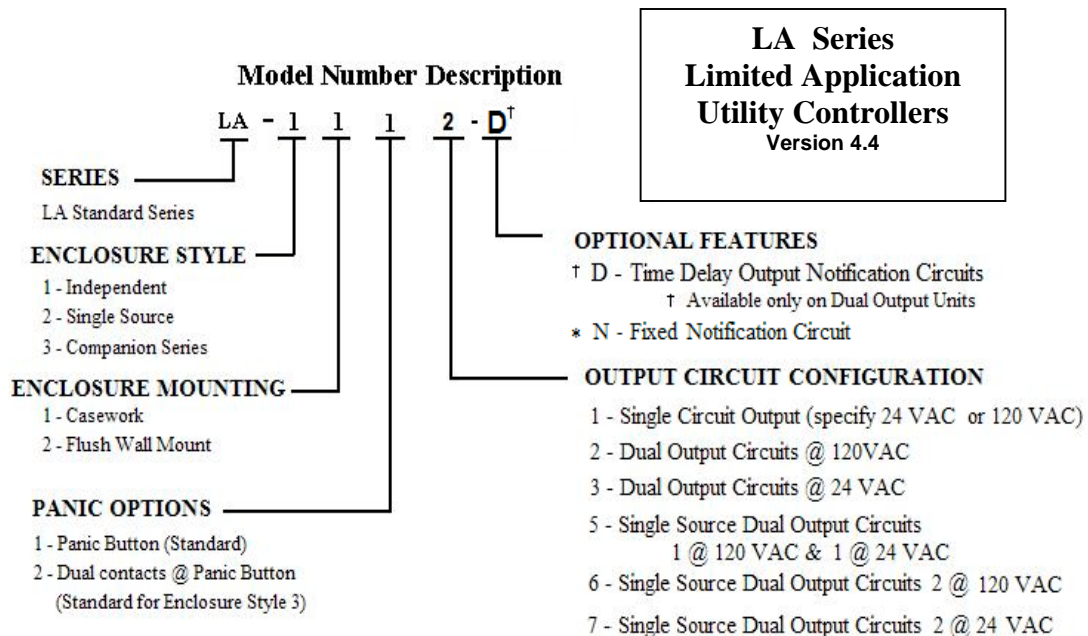 LA Series
Limited Application
Utility Controllers
Version 4.4
Model Number Description
LA - 1 1 1 2 - D†
SERIES
LA Standard Series
ENCLOSURE STYLE
1 - Independent
2 - Single Source
3 - Companion Series
ENCLOSURE MOUNTING
1 - Casework
2 - Flush Wall Mount
PANIC OPTIONS
1 - Panic Button (Standard)
2 - Dual contacts @ Panic Button
(Standard for Enclosure Style 3)
OPTIONAL FEATURES
† D - Time Delay Output Notification Circuits
† Available only on Dual Output Units
* N - Fixed Notification Circuit
OUTPUT CIRCUIT CONFIGURATION
1 - Single Circuit Output (specify 24 VAC or 120 VAC)
2 - Dual Output Circuits @ 120VAC
3 - Dual Output Circuits @ 24 VAC
5 - Single Source Dual Output Circuits
1 @ 120 VAC & 1 @ 24 VAC
6 - Single Source Dual Output Circuits 2 @ 120 VAC
7 - Single Source Dual Output Circuits 2 @ 24 VAC